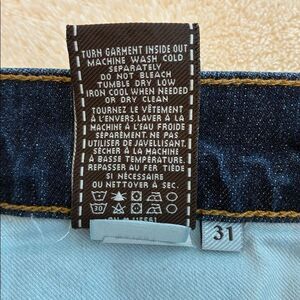 TURN GARMENT INSIDE OUT
MACHINE WASH COLD
SEPARATELY
DO NOT BLEACH
TUMBLE DRY LOW
IRON COOL WHEN NEEDED
OR DRY CLEAN
TOURNEZ LE VÊTEMENT
À L'ENVERS, LAVER À LA
MACHINE À L'EAU FROIDE
SÉPARÉMENT. NE PAS
UTILISER DE JAVELLISANT.
SÈCHER À LA MACHINE
A BASSE TEMPÉRATURE.
REPASSER AU FER TIÈDE
SI NÉCESSAIRE
OU NETTOYER À SEC.
30
31